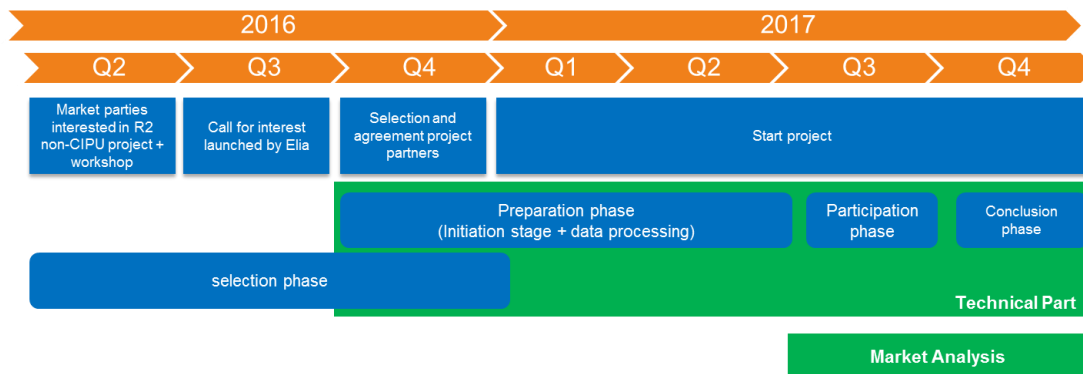 2016
2017
Q2
Q3
Q4
Q1
Q2
Q3
Q4
Market parties
interested in R2
non-CIPU project +
workshop
Call for interest
launched by Elia
Selection and
agreement project
partners
Start project
Preparation phase
(Initiation stage + data processing)
Participation
phase
Conclusion
phase
selection phase
Technical Part
Market Analysis